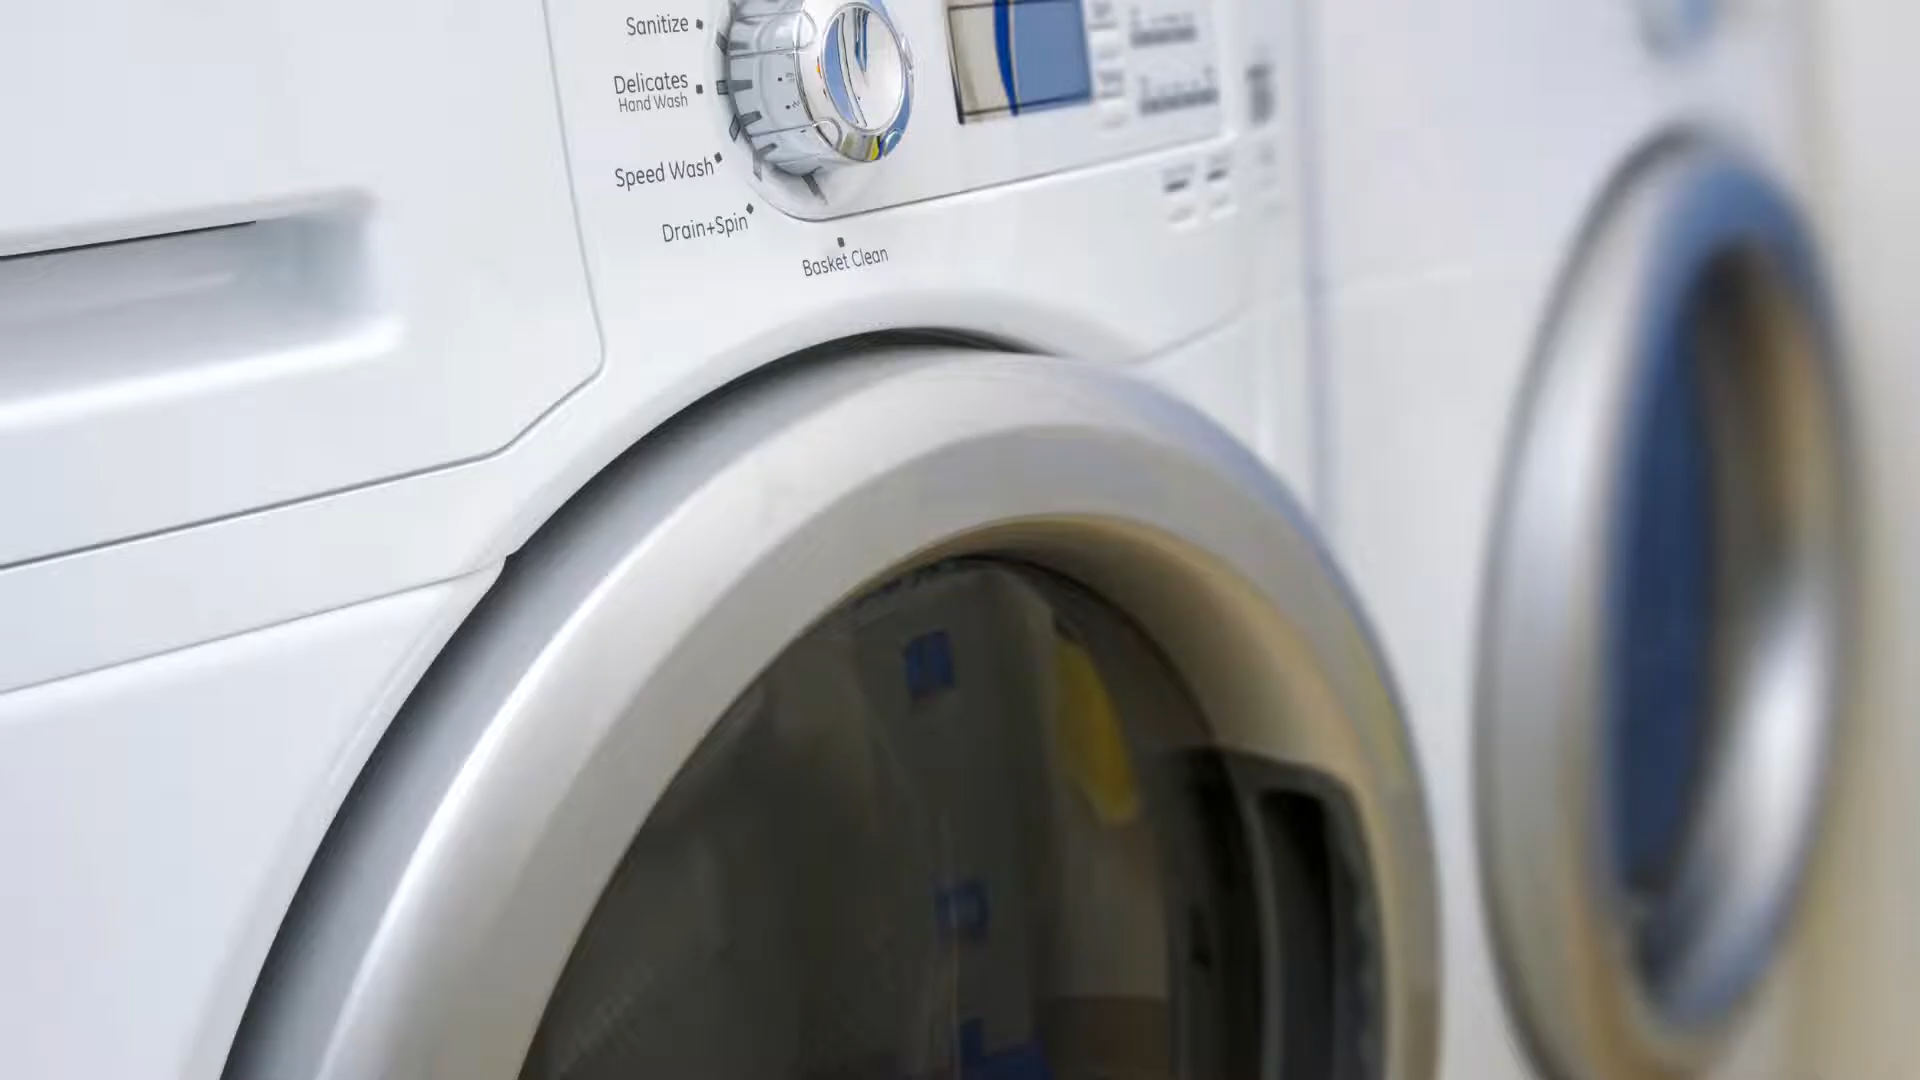 Sanitize
Delicates
Hand Wash
Speed Wash
Drain+Spin
Basket Clean